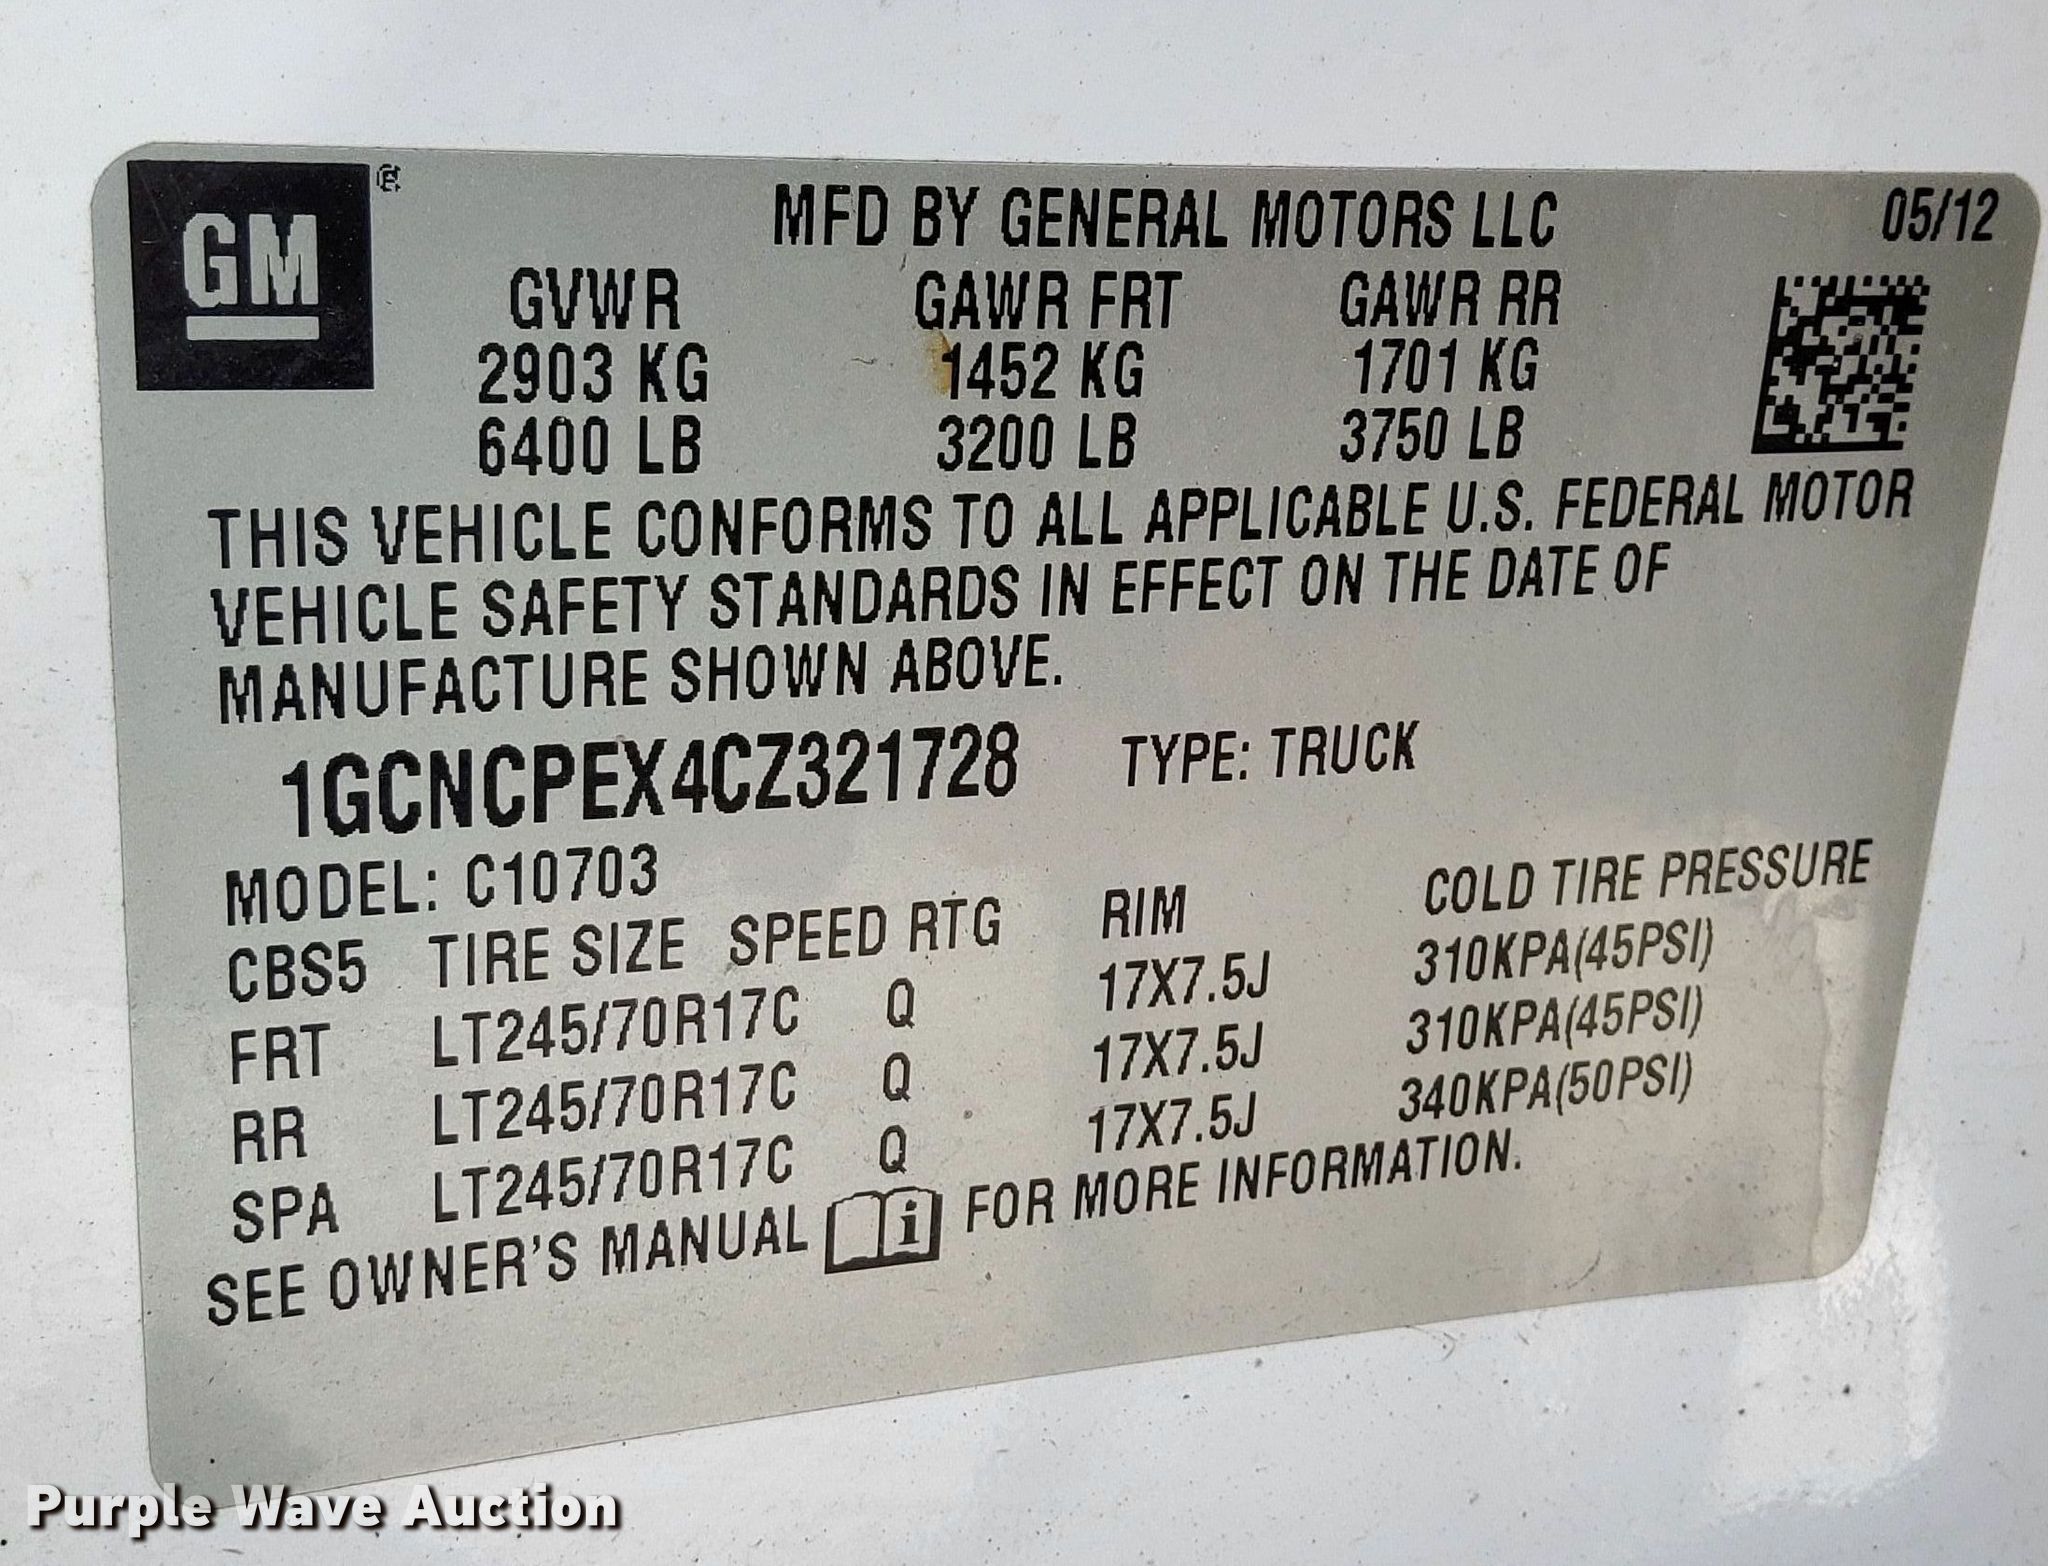 GM
MFD BY GENERAL MOTORS LLC 05/12
GVWR GAWR FRT GAWR RR
2903 KG 1452 KG 1701 KG
6400 LB 3200 LB 3750 LB
THIS VEHICLE CONFORMS TO ALL APPLICABLE U.S. FEDERAL MOTOR
VEHICLE SAFETY STANDARDS IN EFFECT ON THE DATE OF
MANUFACTURE SHOWN ABOVE.
1GCNCPEX4CZ321728 TYPE: TRUCK
MODEL: C10703
CBS5 TIRE SIZE SPEED RTG RIM COLD TIRE PRESSURE
FRT LT245/70R17C Q 17X7.5J 310KPA(45PSI)
RR LT245/70R17C Q 17X7.5J 310KPA(45PSI)
SPA LT245/70R17C Q 17X7.5J 340KPA(50PSI)
SEE OWNER'S MANUAL i FOR MORE INFORMATION.
Purple Wave Auction